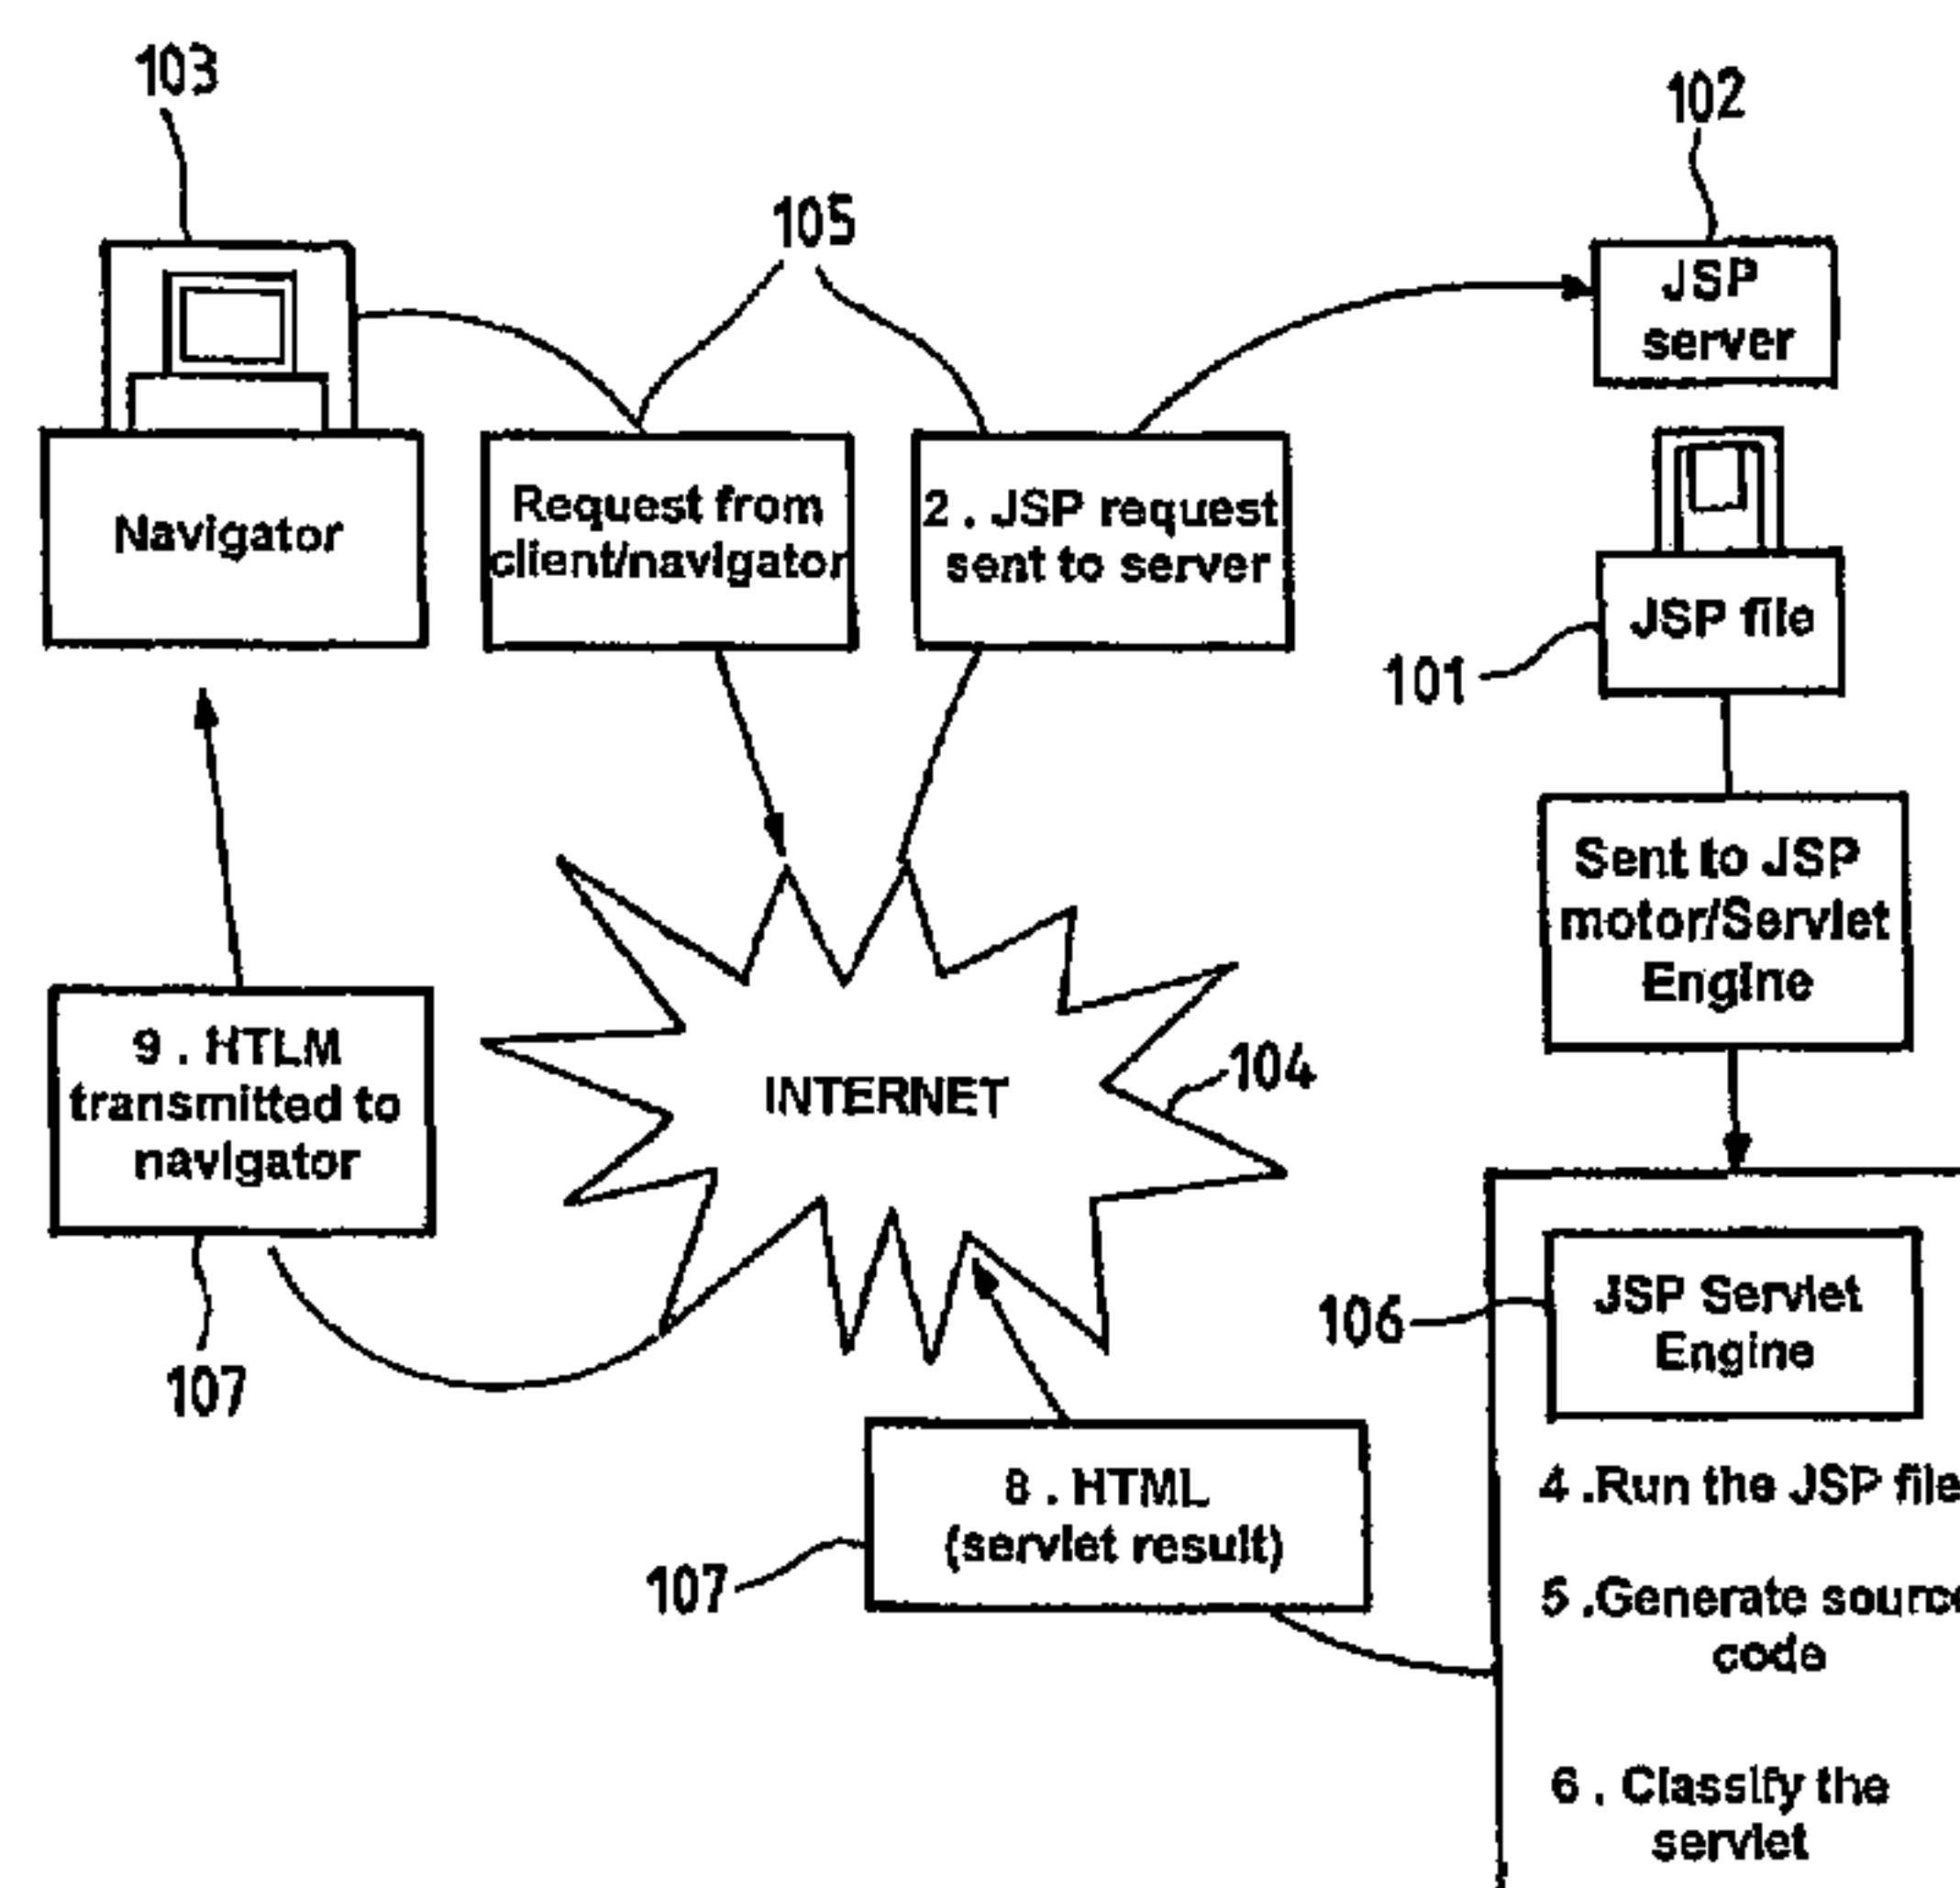 103
102
105
JSP
server
Navigator
Request from
client/navigator
2 . JSP request
sent to server
JSP file
101
Sent to JSP
motor/Servlet
Engine
9 . HTLM
transmitted to
navigator
INTERNET
104
JSP Servlet
Engine
106
107
8 . HTML
(servlet result)
107
4 .Run the JSP file
5 .Generate source
code
6 . Classify the
servlet